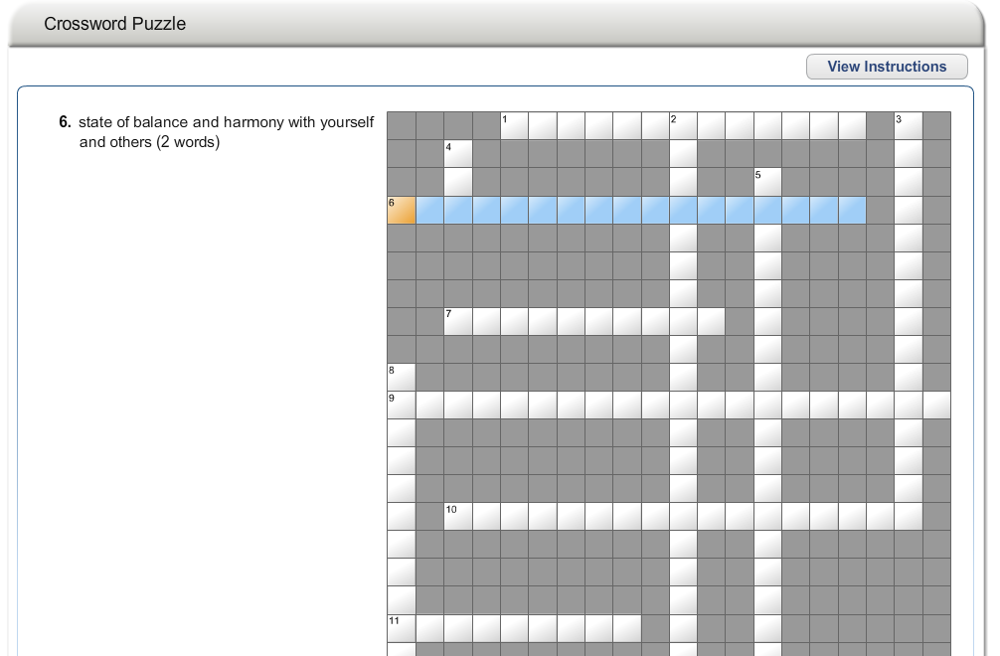 Crossword Puzzle
View Instructions
6. state of balance and harmony with yourself
and others (2 words)
1 2 3
4
5
6
7
8
9
10
11